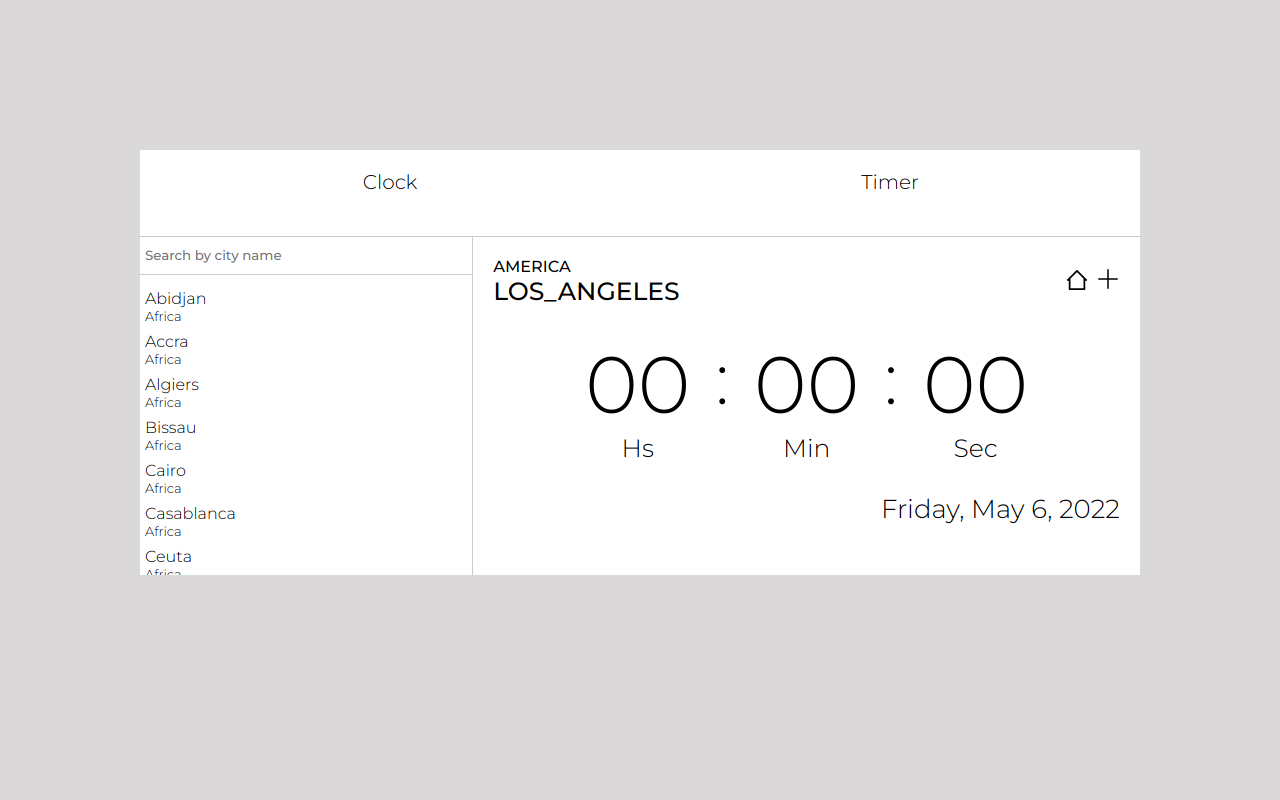 Clock
Timer
Search by city name
Abidjan
Africa
Accra
Africa
Algiers
Africa
Bissau
Africa
Cairo
Africa
Casablanca
Africa
Ceuta
Africa
AMERICA
LOS_ANGELES
00 : 00 : 00
Hs Min Sec
Friday, May 6, 2022